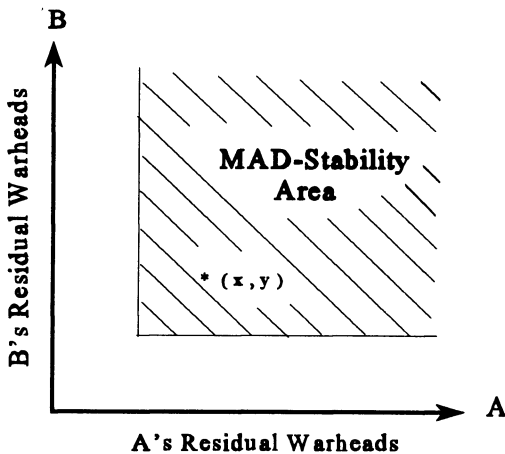 B
B's Residual Warheads
MAD-Stability
Area
* (x,y)
A
A's Residual Warheads